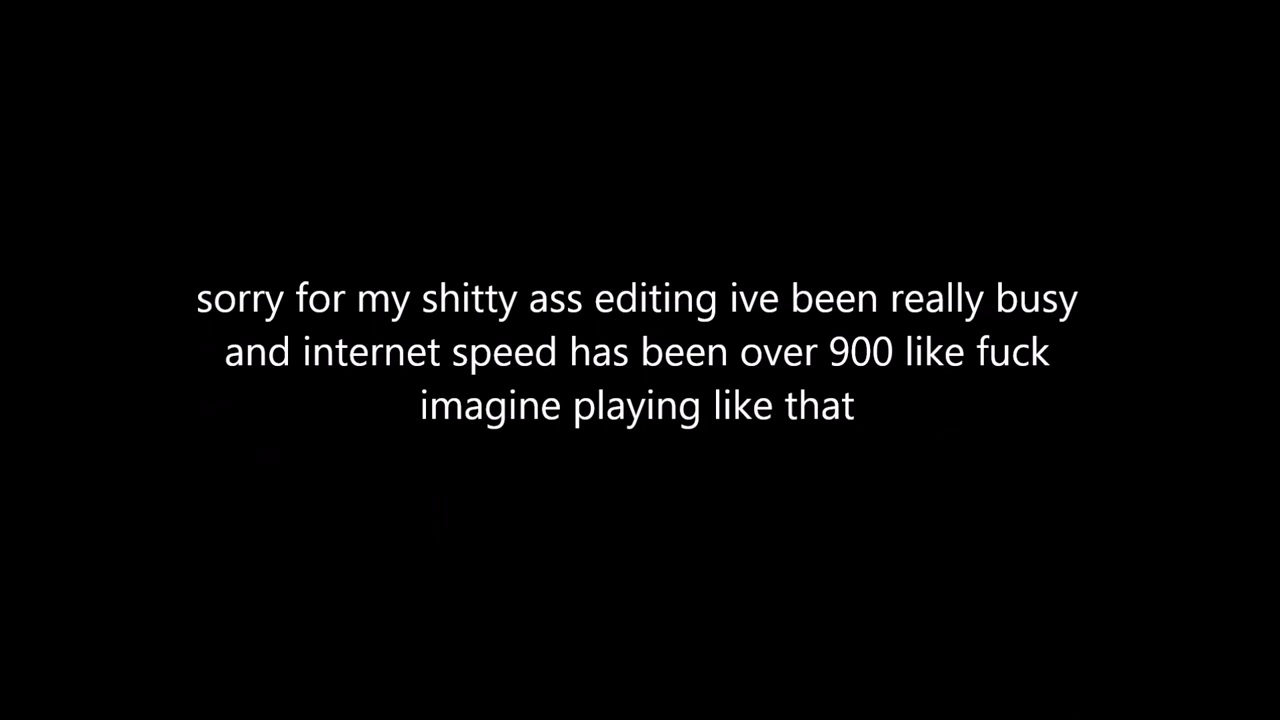 sorry for my shitty ass editing ive been really busy
and internet speed has been over 900 like fuck
imagine playing like that